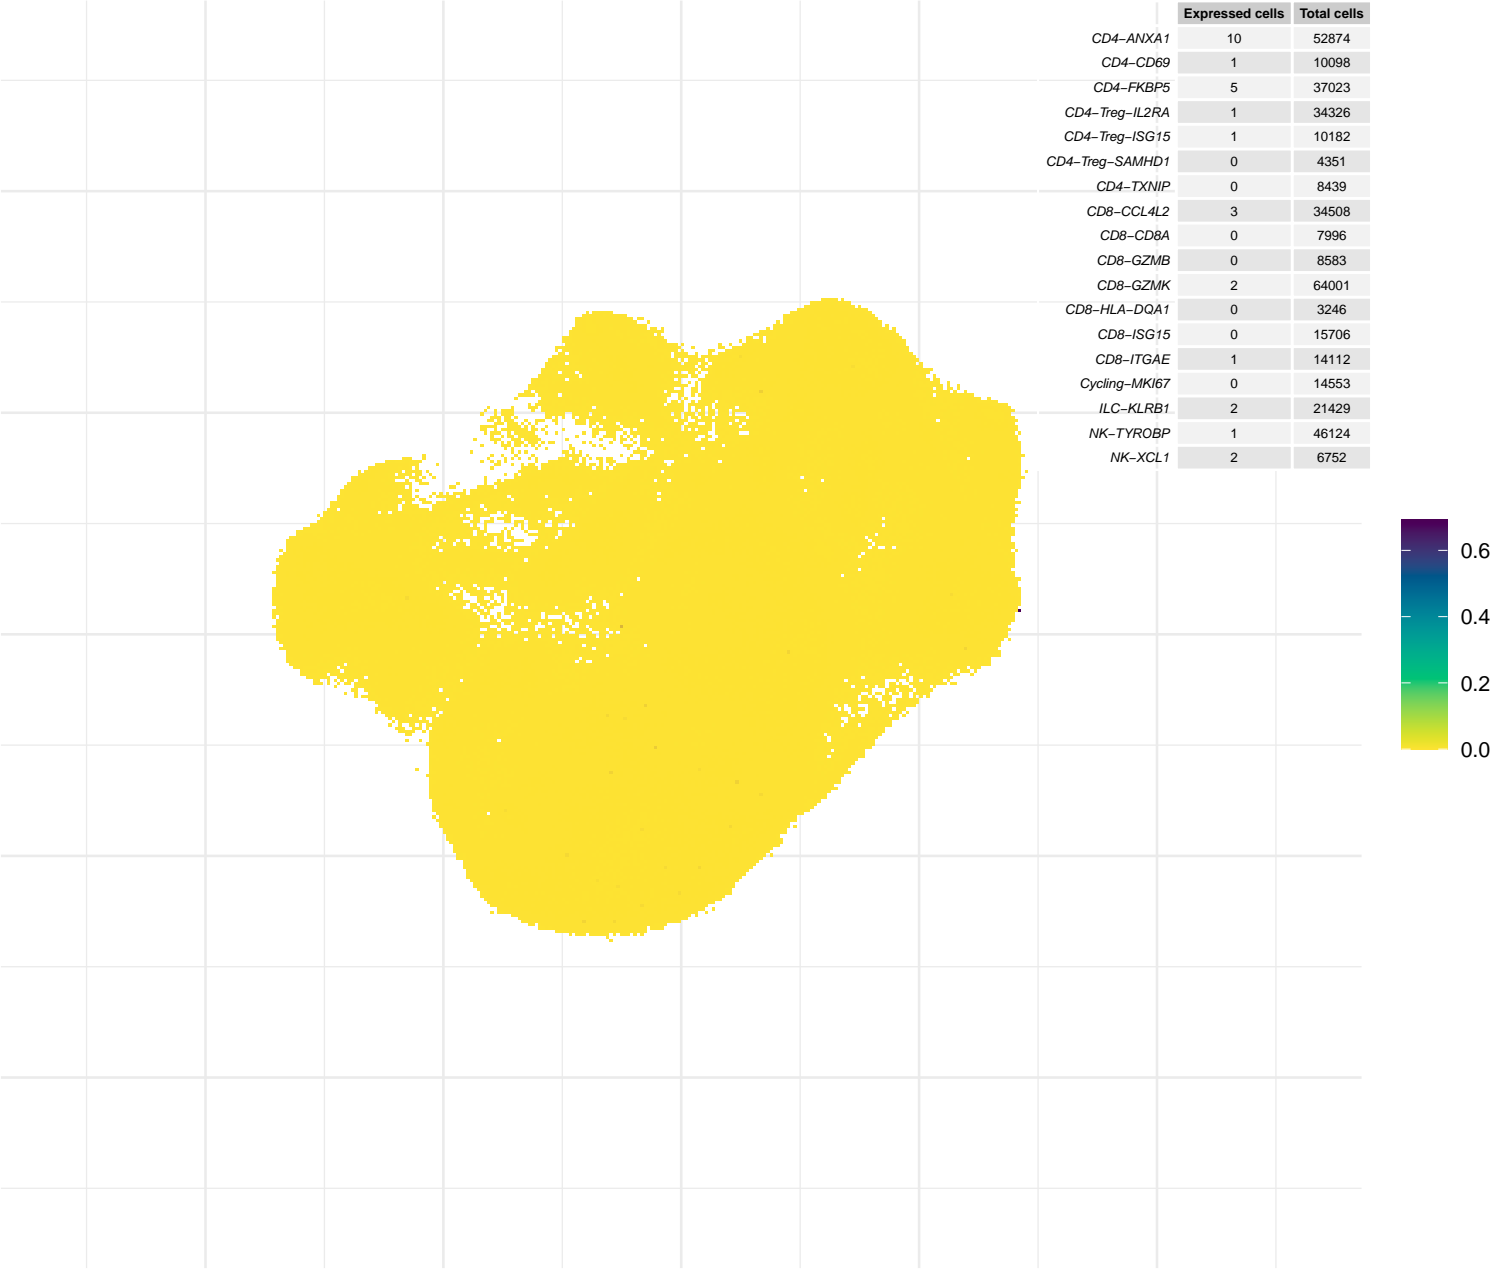 Expressed cells Total cells
CD4−ANXA1 10 52874
CD4−CD69 1 10098
CD4−FKBP5 5 37023
CD4−Treg−IL2RA 1 34326
CD4−Treg−ISG15 1 10182
CD4−Treg−SAMHD1 0 4351
CD4−TXNIP 0 8439
CD8−CCL4L2 3 34508
CD8−CD8A 0 7996
CD8−GZMB 0 8583
CD8−GZMK 2 64001
CD8−HLA−DQA1 0 3246
CD8−ISG15 0 15706
CD8−ITGAE 1 14112
Cycling−MKI67 0 14553
ILC−KLRB1 2 21429
NK−TYROBP 1 46124
NK−XCL1 2 6752
0.6
0.4
0.2
0.0